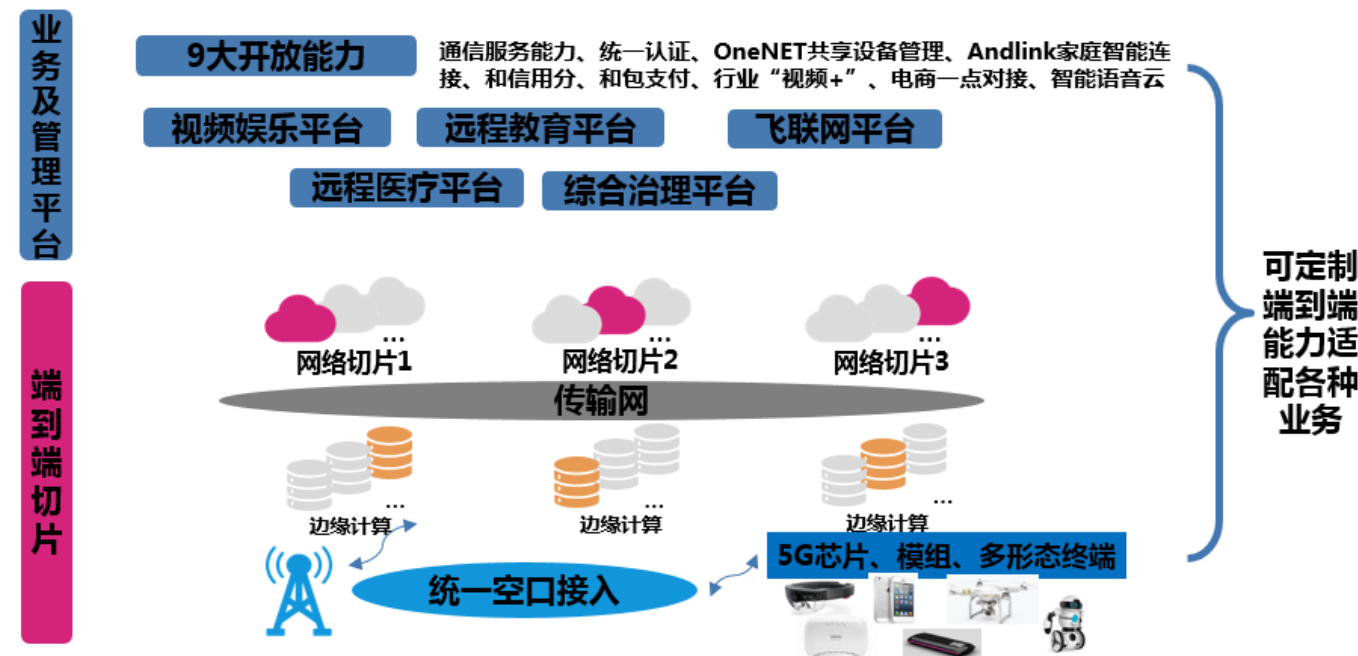 业务及管理平台
9大开放能力
通信服务能力、统一认证、OneNET共享设备管理、Andlink家庭智能连
接、和信用分、和包支付、行业“视频+”、电商一点对接、智能语音云
视频娱乐平台
远程教育平台
飞联网平台
远程医疗平台
综合治理平台
端到端切片
...
网络切片1
...
网络切片2
...
网络切片3
传输网
...
边缘计算
...
边缘计算
...
边缘计算
统一空口接入
5G芯片、模组、多形态终端
可定制
端到端
能力适
配各种
业务